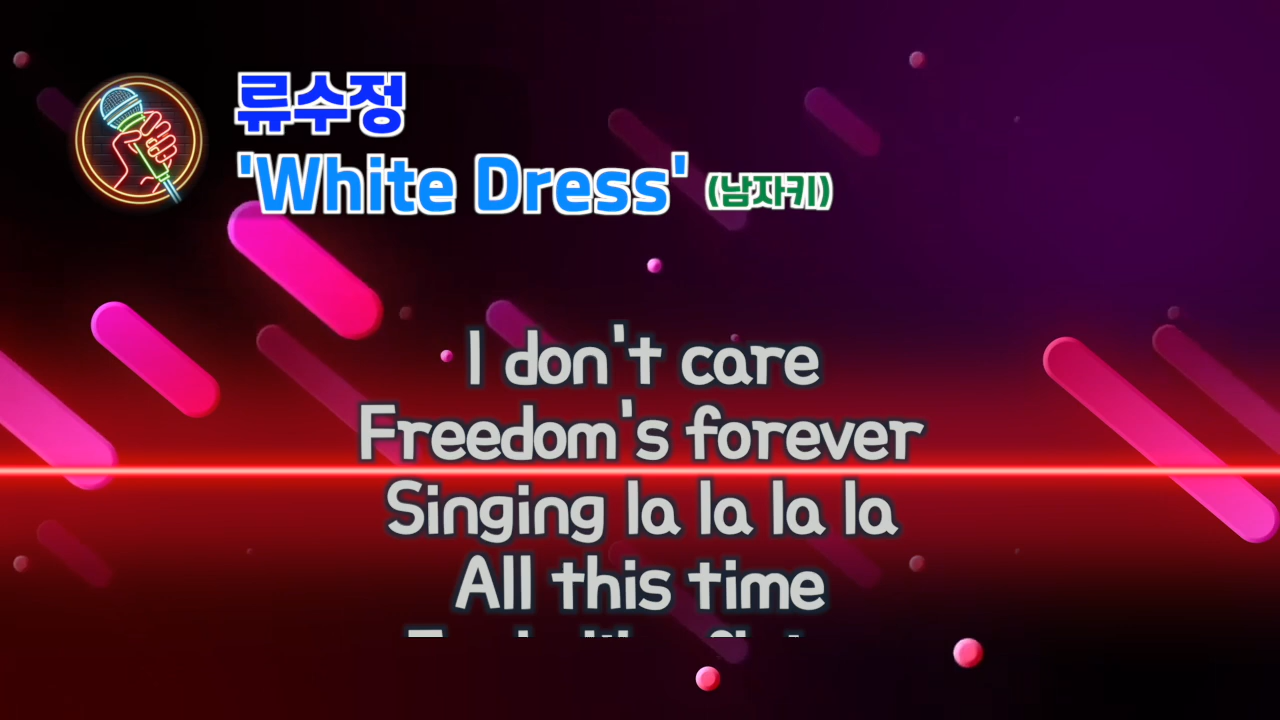 류수정
'White Dress' (남자키)
I don't care
Freedom's forever
Singing la la la la
All this time